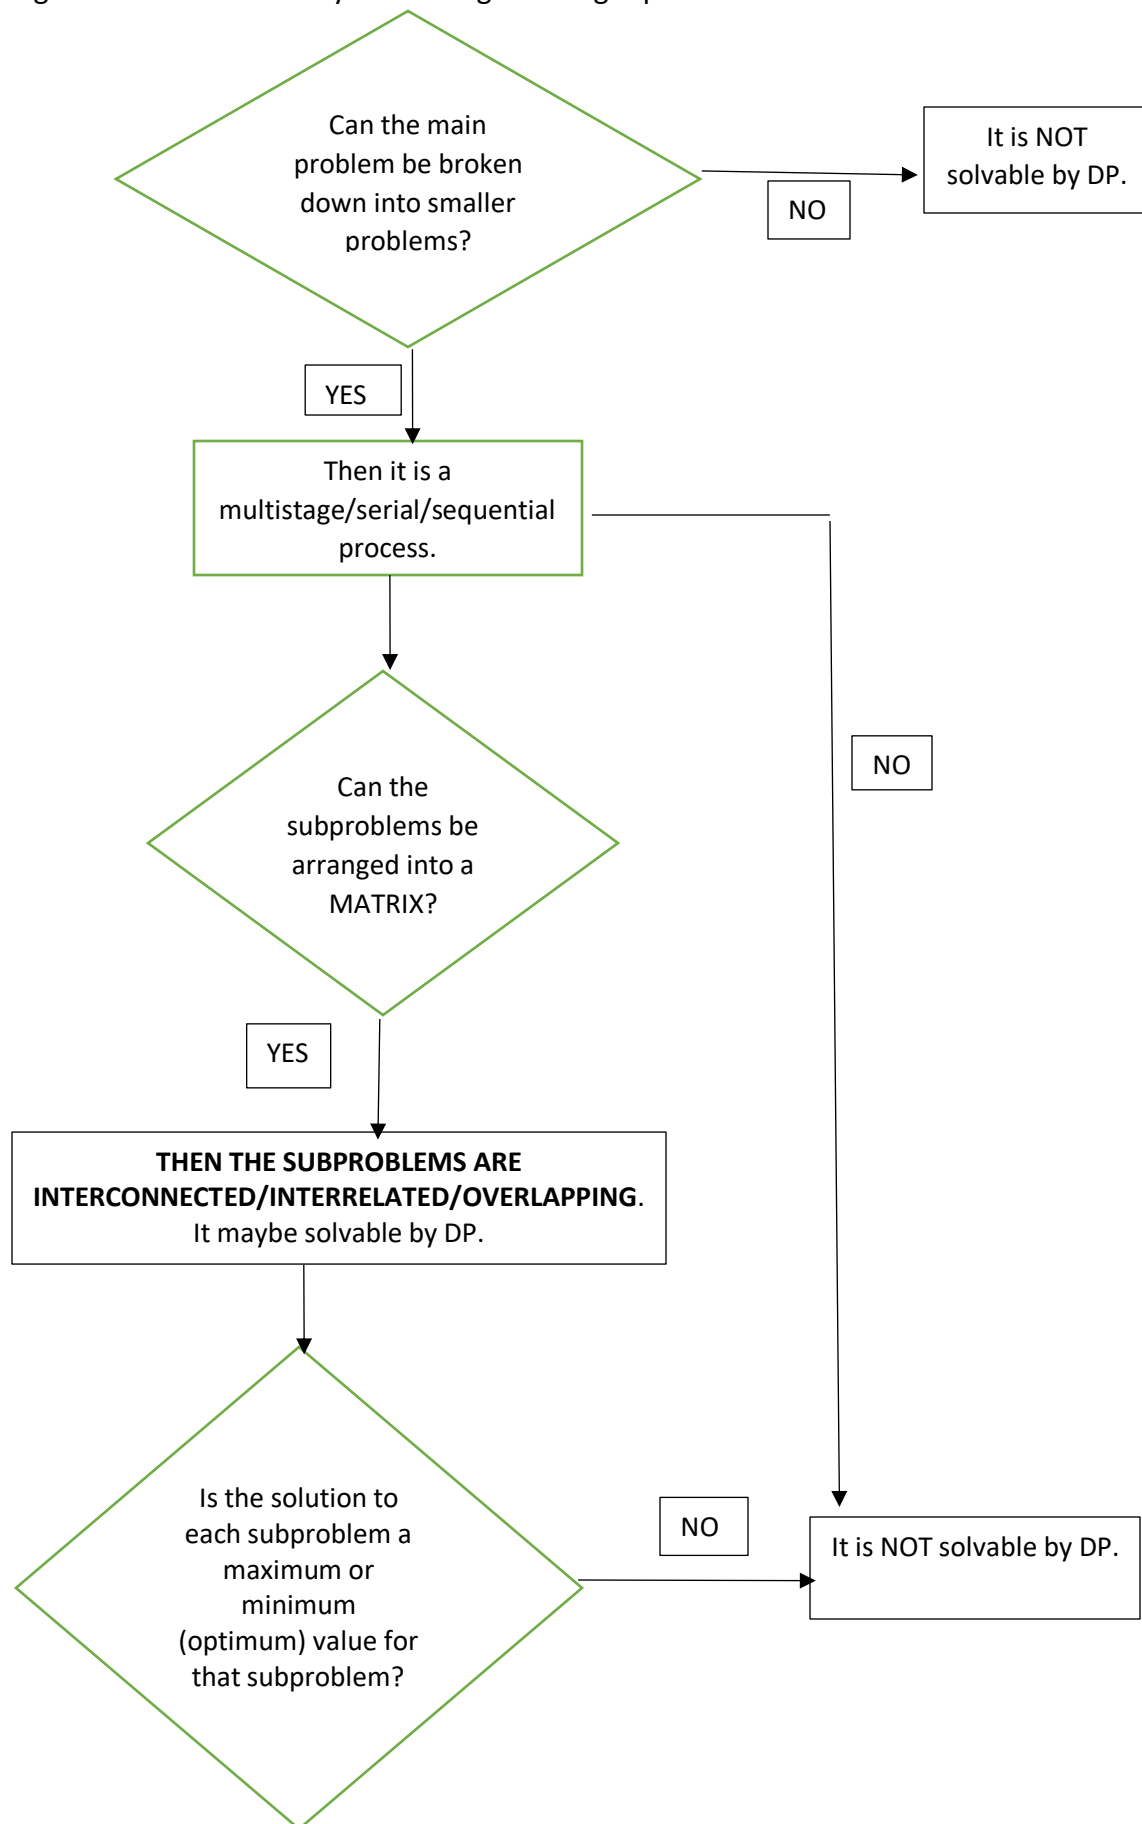 Can the main
problem be broken
down into smaller
problems?
It is NOT
solvable by DP.
NO
YES
Then it is a
multistage/serial/sequential
process.
Can the
subproblems be
arranged into a
MATRIX?
NO
YES
THEN THE SUBPROBLEMS ARE
INTERCONNECTED/INTERRELATED/OVERLAPPING.
It maybe solvable by DP.
Is the solution to
each subproblem a
maximum or
minimum
(optimum) value for
that subproblem?
NO
It is NOT solvable by DP.